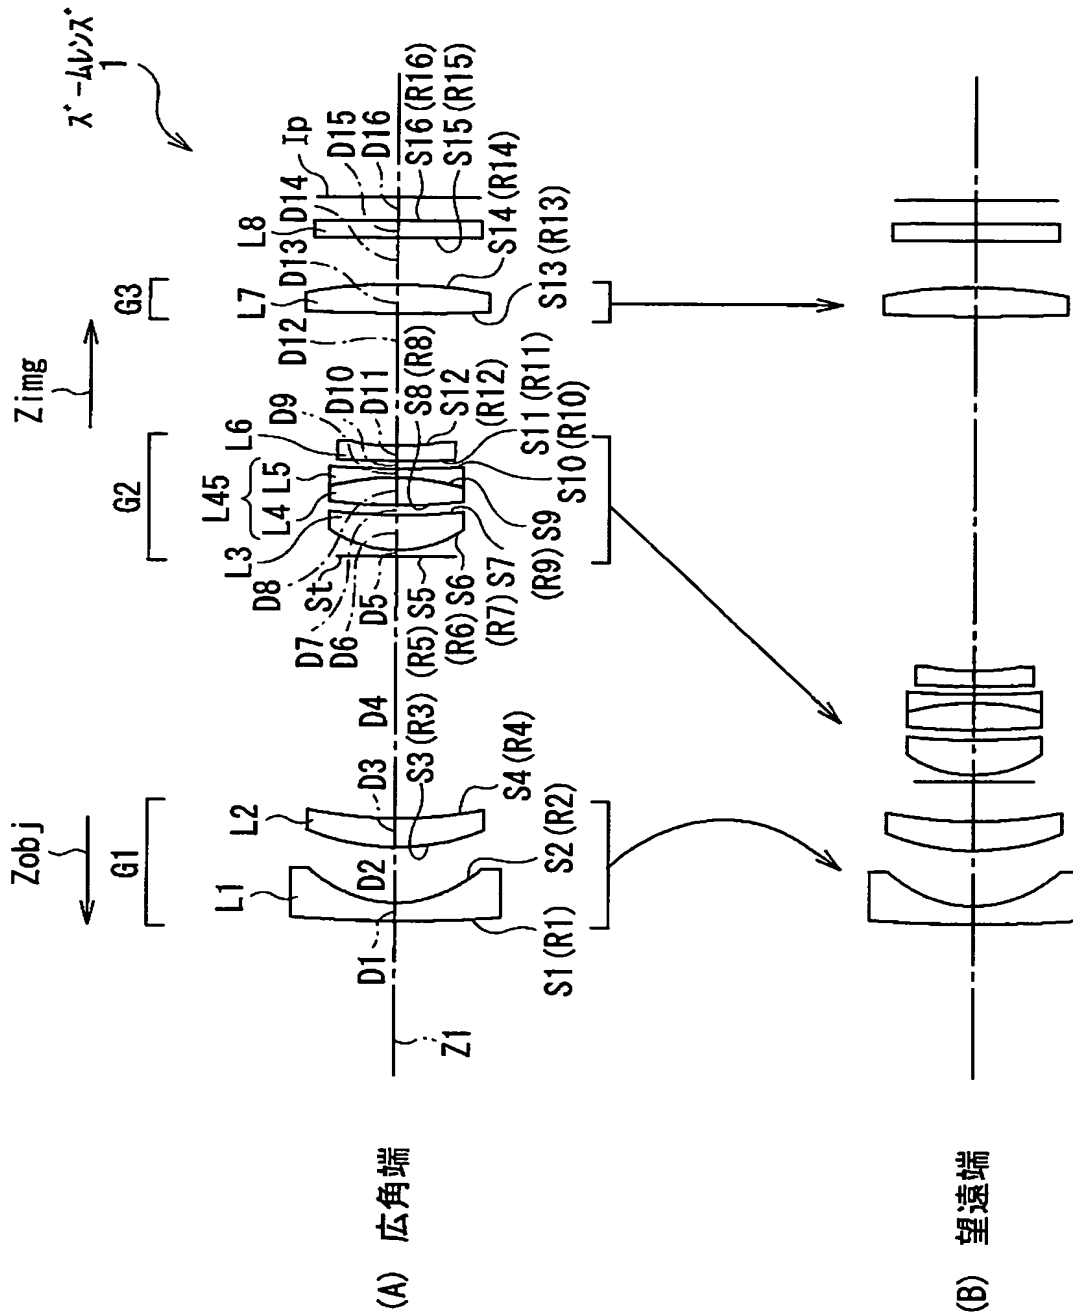 ズームレンズ
1
Zobj
Zimg
G1
G2
G3
L1
L2
L3
L45
L4
L5
L6
L7
L8
Ip
St
D1
D2
D3
D4
D5
D6
D7
D8
D9
D10
D11
D12
D13
D14
D15
D16
Z1
S1(R1)
S2(R2)
S3(R3)
S4(R4)
(R5)S5
(R6)S6
(R7)S7
S8(R8)
(R9)S9
S10(R10)
S11(R11)
S12
(R12)
S13(R13)
S14(R14)
S15(R15)
S16(R16)
(A) 広角端
(B) 望遠端